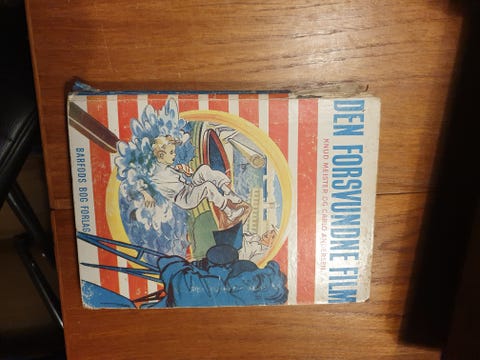 DEN FORSVUNDNE FILM
KNUD MEISTER OG CARLO ANDERSEN
BARFODS BOG FORLAG